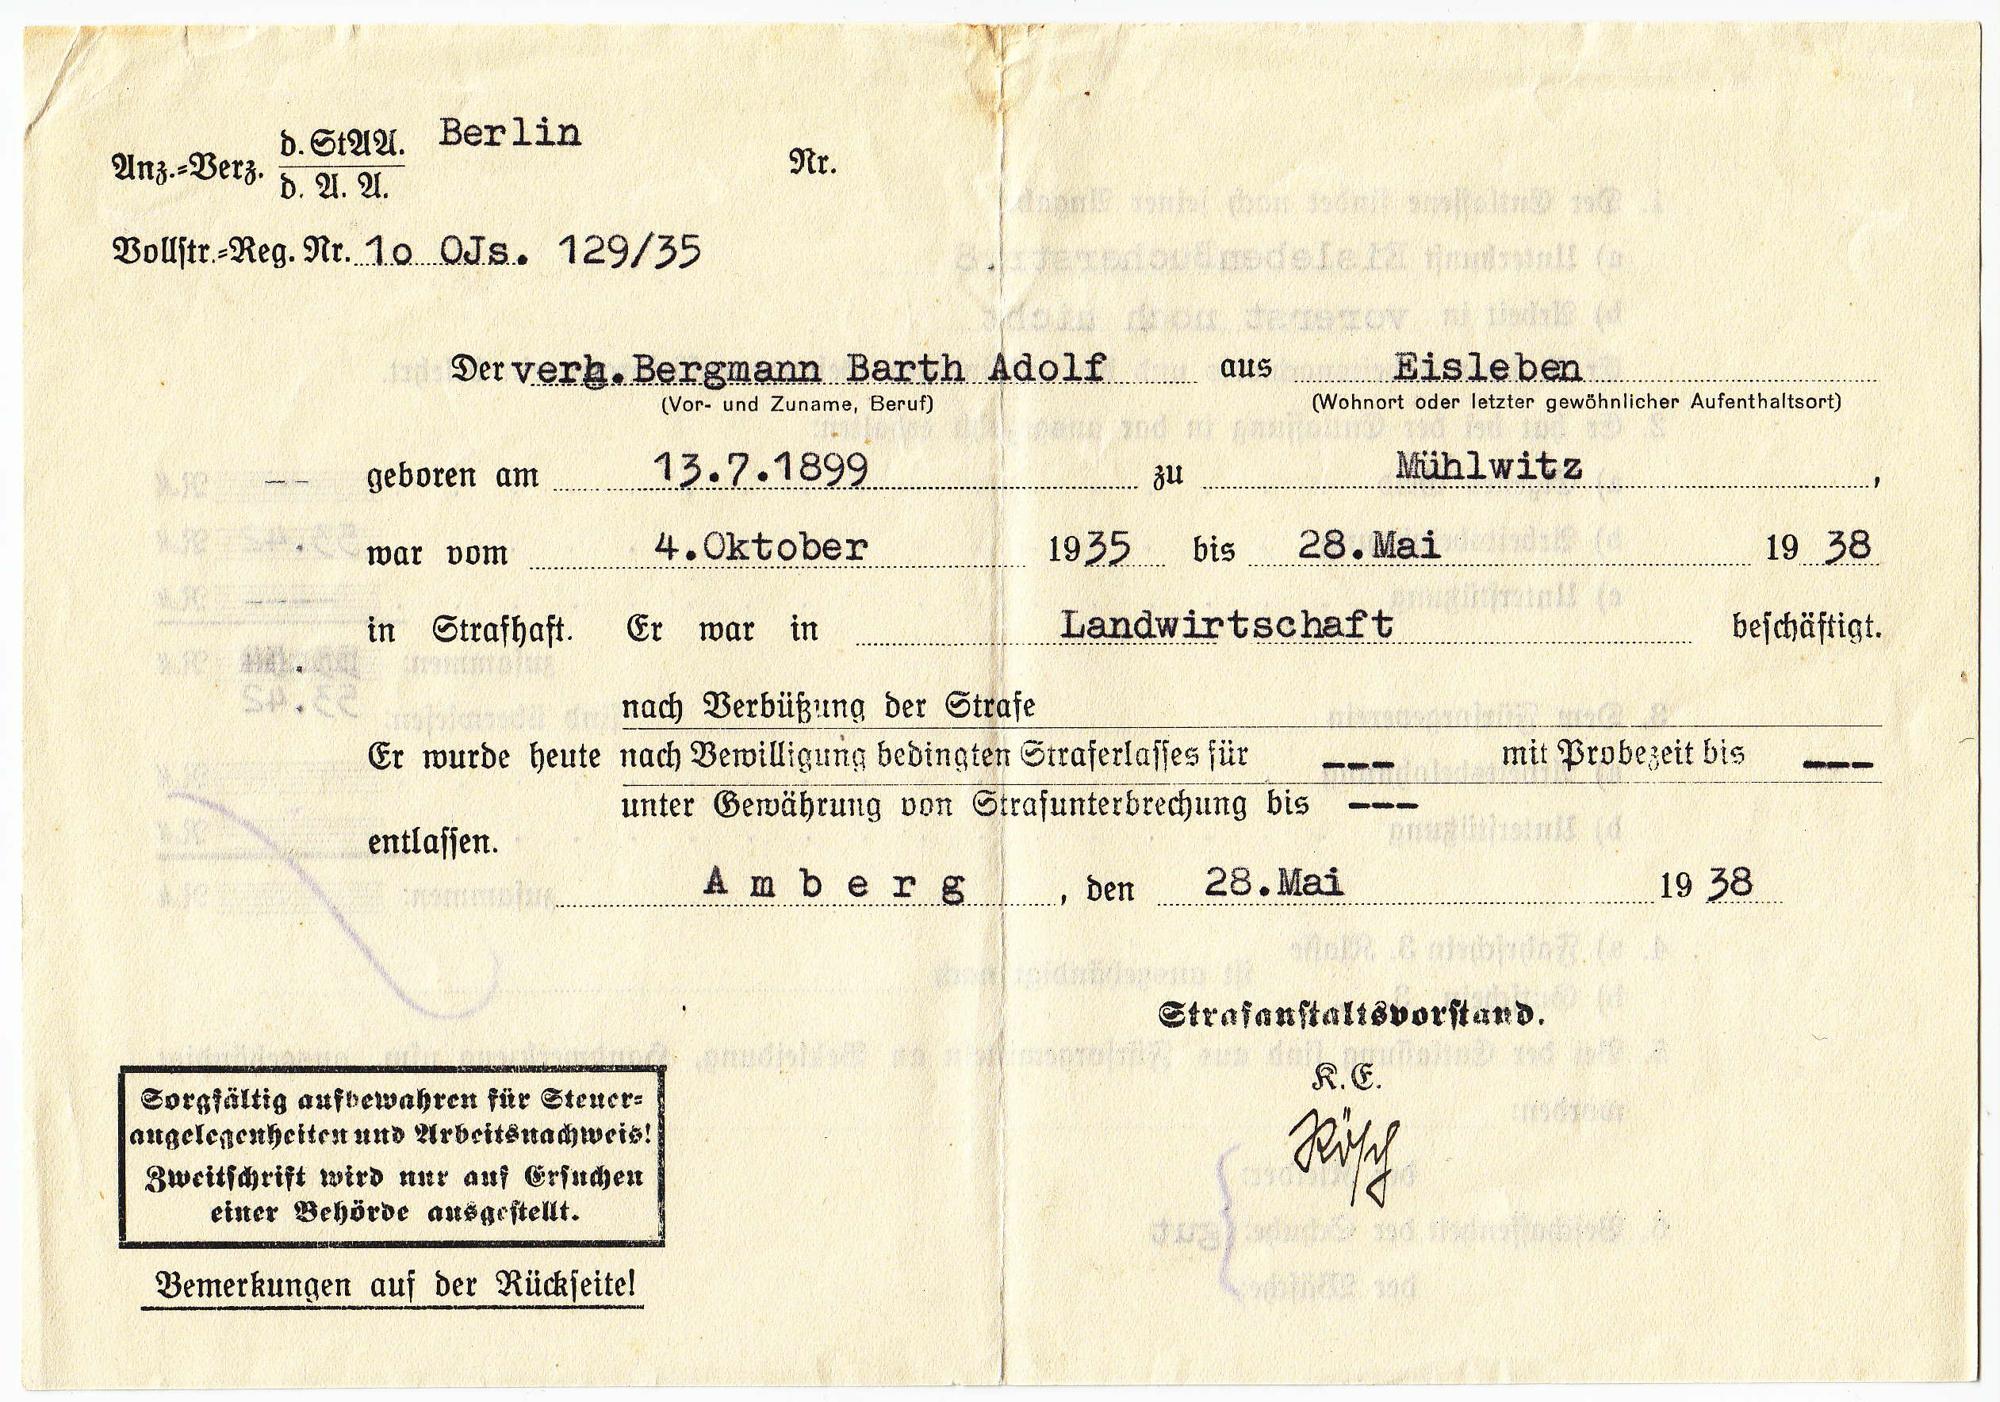 Anz.-Verz. d. StAA. Berlin Nr.
d. A. A.
Vollstr.-Reg. Nr. 1o OJs. 129/35
Der verh. Bergmann Barth Adolf aus Eisleben
(Vor- und Zuname, Beruf) (Wohnort oder letzter gewöhnlicher Aufenthaltsort)
geboren am 13.7.1899 zu Mühlwitz,
war vom 4.Oktober 1935 bis 28.Mai 1938
in Strafhaft. Er war in Landwirtschaft beschäftigt.
nach Verbüßung der Strafe
Er wurde heute nach Bewilligung bedingten Straferlasses für --- mit Probezeit bis ---
unter Gewährung von Strafunterbrechung bis ---
entlassen.
Amberg, den 28.Mai 1938
Strafanstaltsvorstand.
K. E.
Rösch
Sorgfältig aufbewahren für Steuer-
angelegenheiten und Arbeitsnachweis!
Zweitschrift wird nur auf Ersuchen
einer Behörde ausgestellt.
Bemerkungen auf der Rückseite!